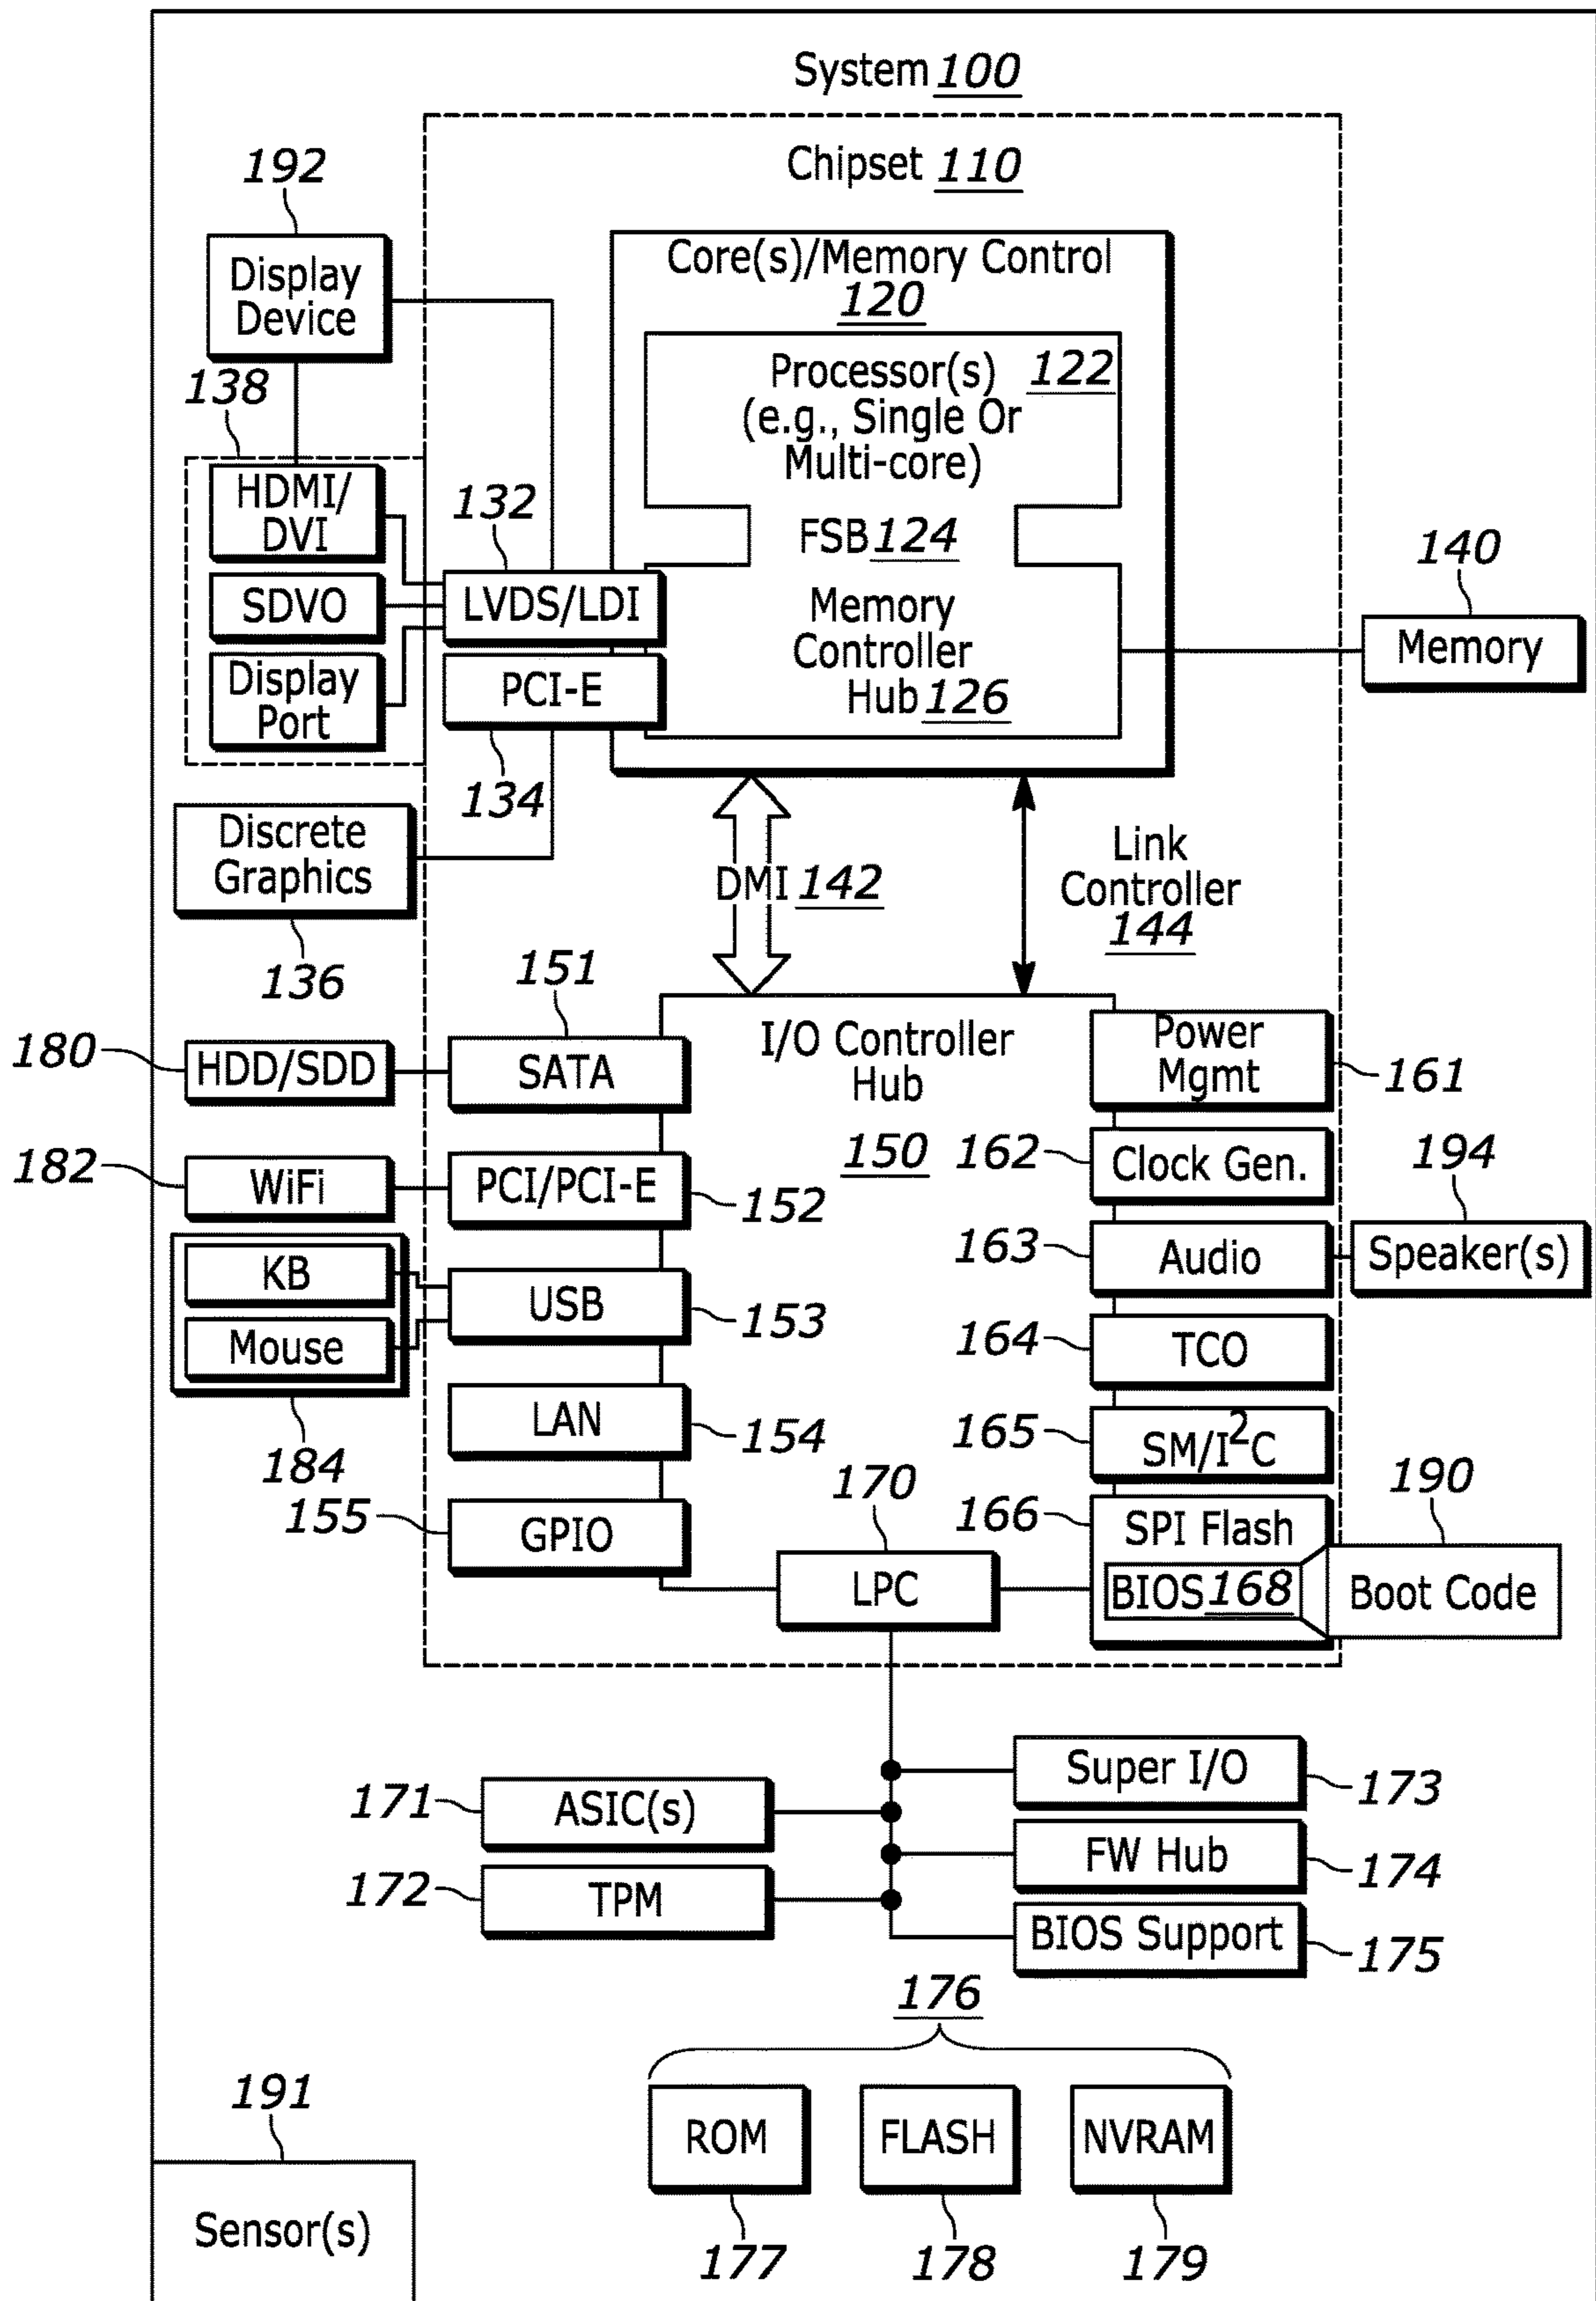 System 100
Chipset 110
192
Display
Device
Core(s)/Memory Control
120
Processor(s) 122
(e.g., Single Or
Multi-core)
138
HDMI/
DVI
132
FSB 124
SDVO
LVDS/LDI
Memory
Controller
Hub 126
140
Memory
Display
Port
PCI-E
134
Discrete
Graphics
136
DMI 142
Link
Controller
144
151
I/O Controller
Hub
150
180
HDD/SDD
SATA
Power
Mgmt
161
182
WiFi
PCI/PCI-E
152
162
Clock Gen.
194
KB
Mouse
184
USB
153
163
Audio
Speaker(s)
164
TCO
LAN
154
165
SM/I²C
155
GPIO
170
LPC
166
SPI Flash
BIOS 168
190
Boot Code
171
ASIC(s)
Super I/O
173
172
TPM
FW Hub
174
BIOS Support
175
176
ROM
FLASH
NVRAM
177
178
179
191
Sensor(s)